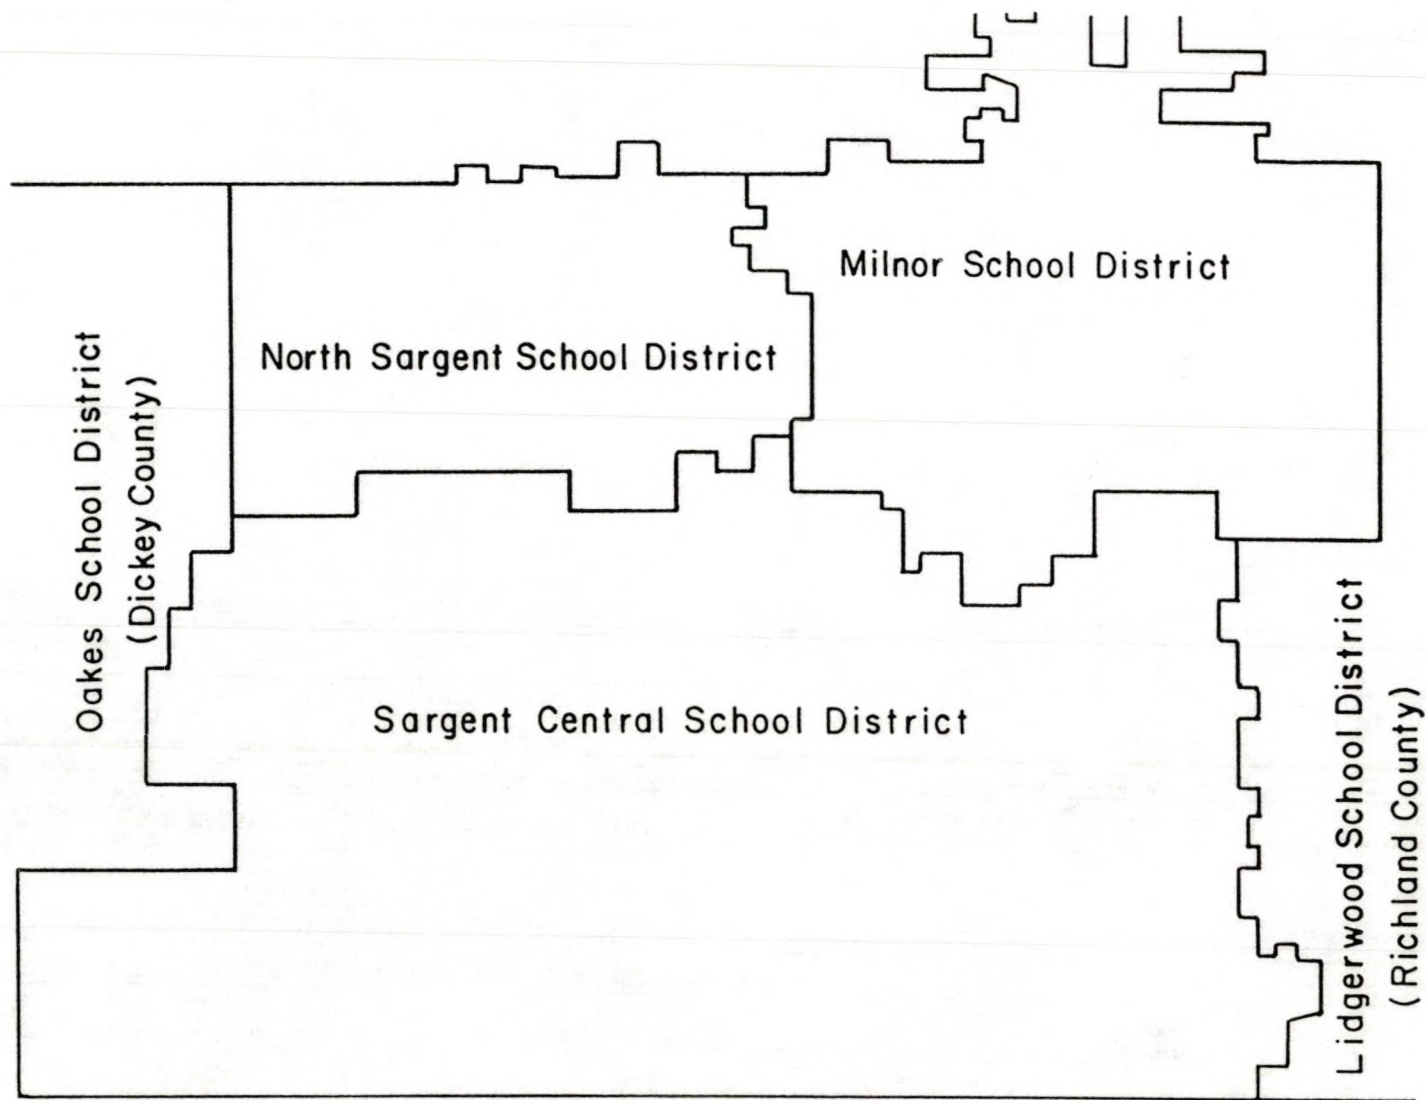 Milnor School District
North Sargent School District
Oakes School District
(Dickey County)
Sargent Central School District
Lidgerwood School District
(Richland County)